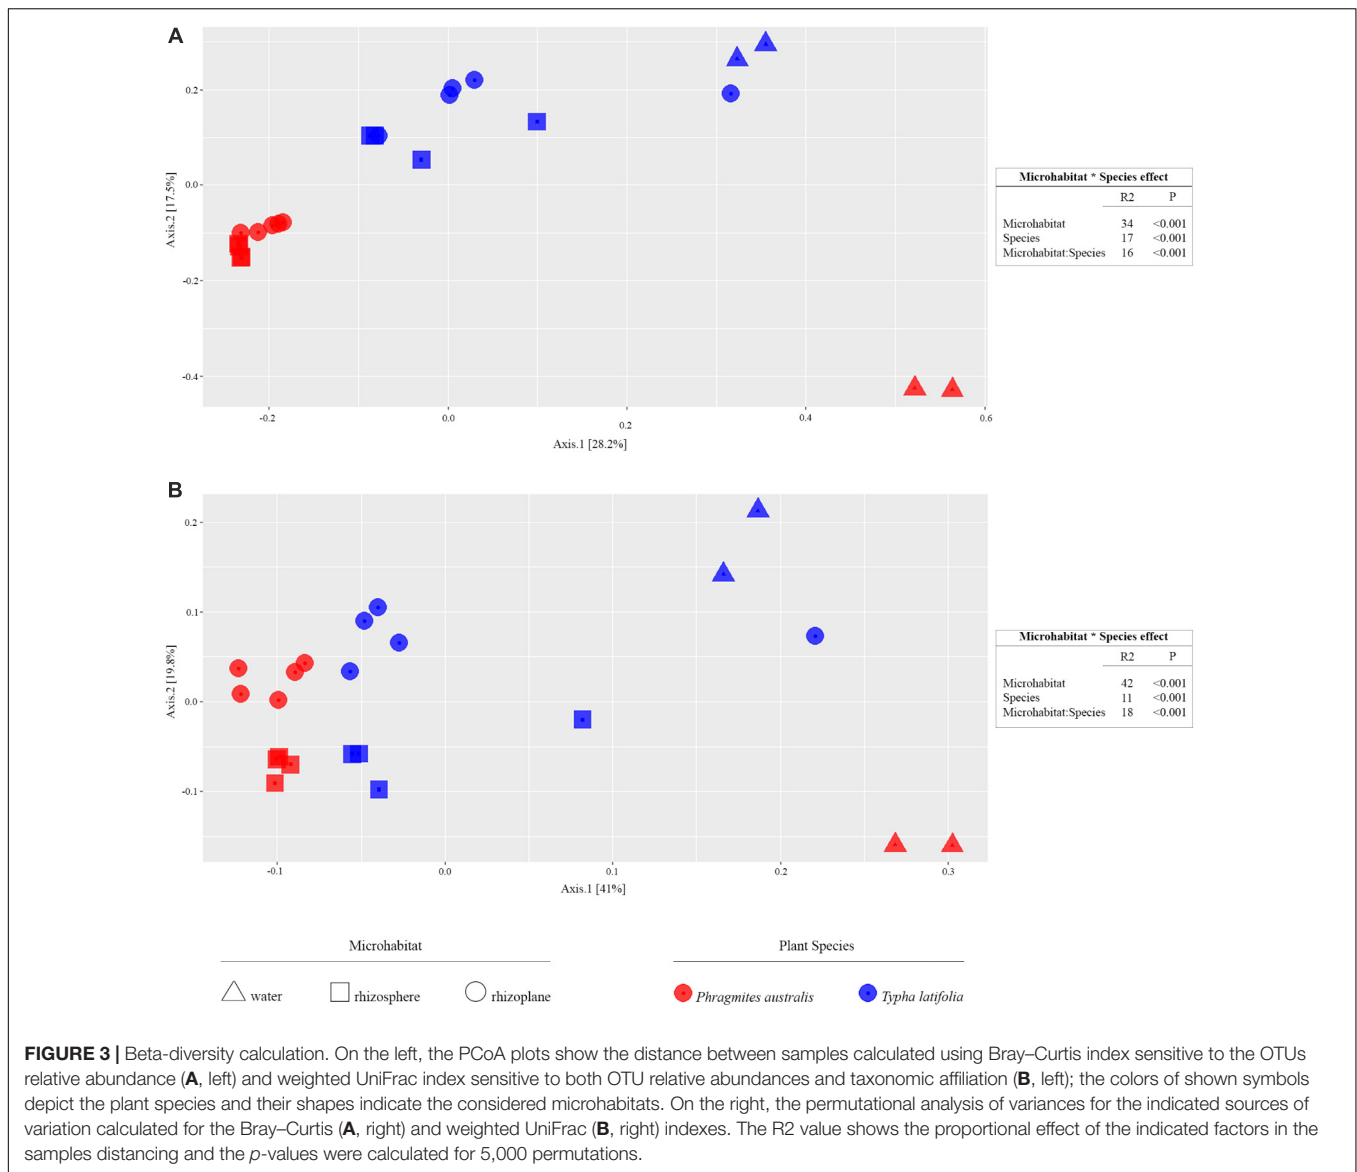 A
0.2
0.0
-0.2
-0.4
Axis.2 [17.5%]
-0.2
0.0
0.2
0.4
0.6
Axis.1 [28.2%]
Microhabitat * Species effect
R2 P
Microhabitat 34 <0.001
Species 17 <0.001
Microhabitat:Species 16 <0.001
B
0.2
0.1
0.0
-0.1
Axis.2 [19.8%]
-0.1
0.0
0.1
0.2
0.3
Axis.1 [41%]
Microhabitat * Species effect
R2 P
Microhabitat 42 <0.001
Species 11 <0.001
Microhabitat:Species 18 <0.001
Microhabitat
water
rhizosphere
rhizoplane
Plant Species
Phragmites australis
Typha latifolia
FIGURE 3 | Beta-diversity calculation. On the left, the PCoA plots show the distance between samples calculated using Bray–Curtis index sensitive to the OTUs
relative abundance (A, left) and weighted UniFrac index sensitive to both OTU relative abundances and taxonomic affiliation (B, left); the colors of shown symbols
depict the plant species and their shapes indicate the considered microhabitats. On the right, the permutational analysis of variances for the indicated sources of
variation calculated for the Bray–Curtis (A, right) and weighted UniFrac (B, right) indexes. The R2 value shows the proportional effect of the indicated factors in the
samples distancing and the p-values were calculated for 5,000 permutations.